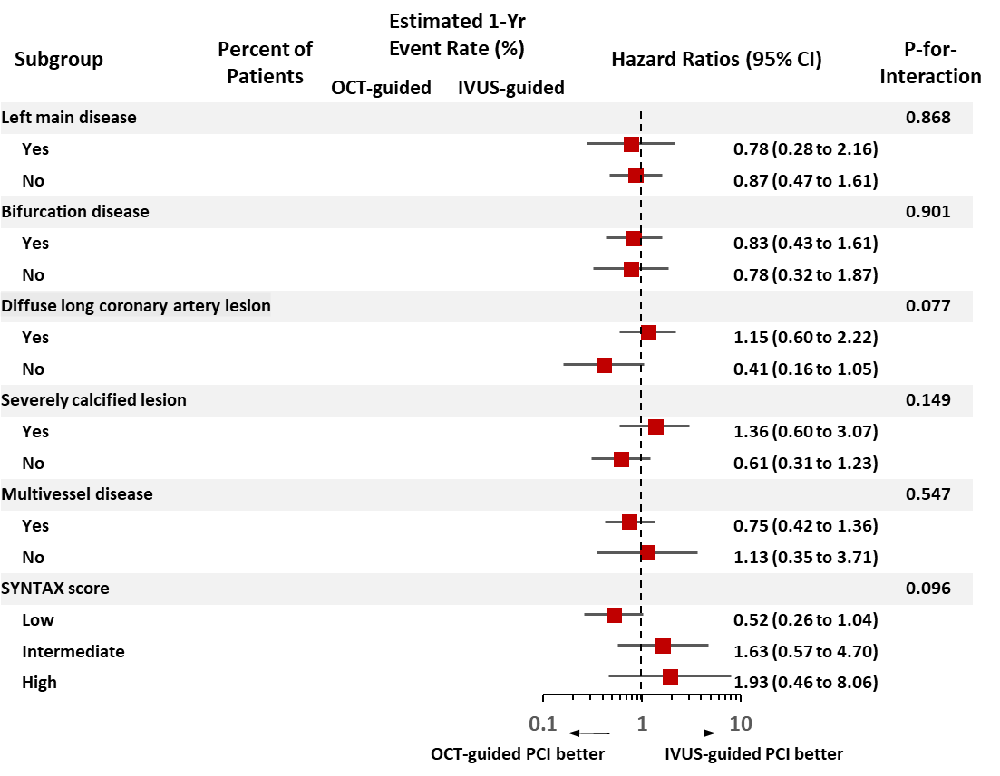 Estimated 1-Yr
Event Rate (%)
Subgroup
Percent of
Patients
Hazard Ratios (95% CI)
P-for-
Interaction
OCT-guided IVUS-guided
Left main disease 0.868
Yes 0.78 (0.28 to 2.16)
No 0.87 (0.47 to 1.61)
Bifurcation disease 0.901
Yes 0.83 (0.43 to 1.61)
No 0.78 (0.32 to 1.87)
Diffuse long coronary artery lesion 0.077
Yes 1.15 (0.60 to 2.22)
No 0.41 (0.16 to 1.05)
Severely calcified lesion 0.149
Yes 1.36 (0.60 to 3.07)
No 0.61 (0.31 to 1.23)
Multivessel disease 0.547
Yes 0.75 (0.42 to 1.36)
No 1.13 (0.35 to 3.71)
SYNTAX score 0.096
Low 0.52 (0.26 to 1.04)
Intermediate 1.63 (0.57 to 4.70)
High 1.93 (0.46 to 8.06)
0.1 1 10
OCT-guided PCI better IVUS-guided PCI better